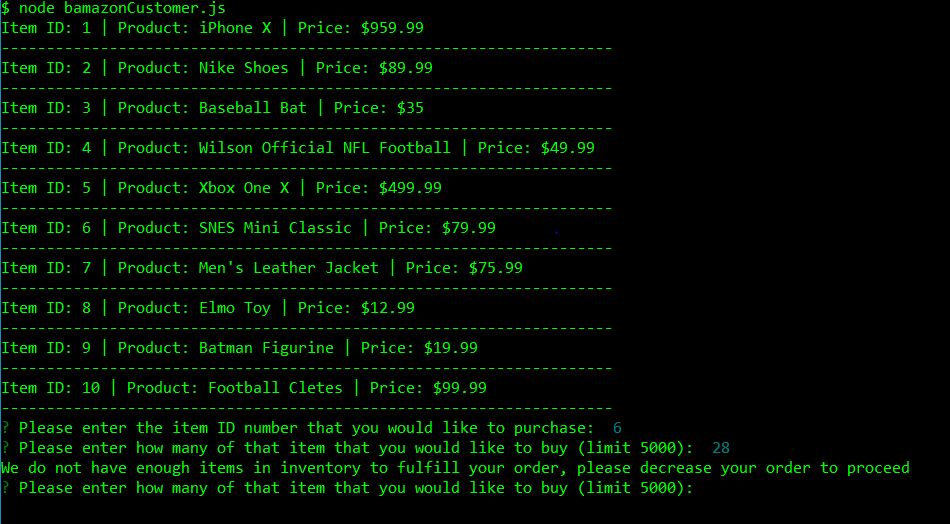 $ node bamazonCustomer.js
Item ID: 1 | Product: iPhone X | Price: $959.99
--------------------------------------------------------------------
Item ID: 2 | Product: Nike Shoes | Price: $89.99
--------------------------------------------------------------------
Item ID: 3 | Product: Baseball Bat | Price: $35
--------------------------------------------------------------------
Item ID: 4 | Product: Wilson Official NFL Football | Price: $49.99
--------------------------------------------------------------------
Item ID: 5 | Product: Xbox One X | Price: $499.99
--------------------------------------------------------------------
Item ID: 6 | Product: SNES Mini Classic | Price: $79.99
--------------------------------------------------------------------
Item ID: 7 | Product: Men's Leather Jacket | Price: $75.99
--------------------------------------------------------------------
Item ID: 8 | Product: Elmo Toy | Price: $12.99
--------------------------------------------------------------------
Item ID: 9 | Product: Batman Figurine | Price: $19.99
--------------------------------------------------------------------
Item ID: 10 | Product: Football Cletes | Price: $99.99
--------------------------------------------------------------------
? Please enter the item ID number that you would like to purchase:  6
? Please enter how many of that item that you would like to buy (limit 5000):  28
We do not have enough items in inventory to fulfill your order, please decrease your order to proceed
? Please enter how many of that item that you would like to buy (limit 5000):